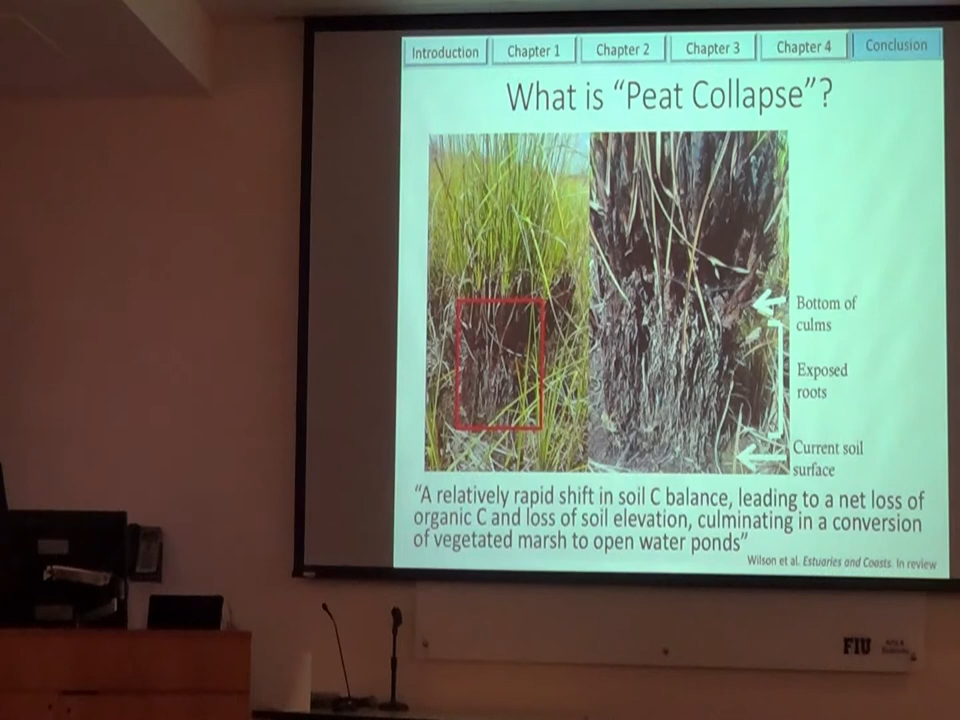 Introduction
Chapter 1
Chapter 2
Chapter 3
Chapter 4
Conclusion
What is “Peat Collapse”?
Bottom of
culms
Exposed
roots
Current soil
surface
“A relatively rapid shift in soil C balance, leading to a net loss of
organic C and loss of soil elevation, culminating in a conversion
of vegetated marsh to open water ponds”
Wilson et al. Estuaries and Coasts. In review
FIU